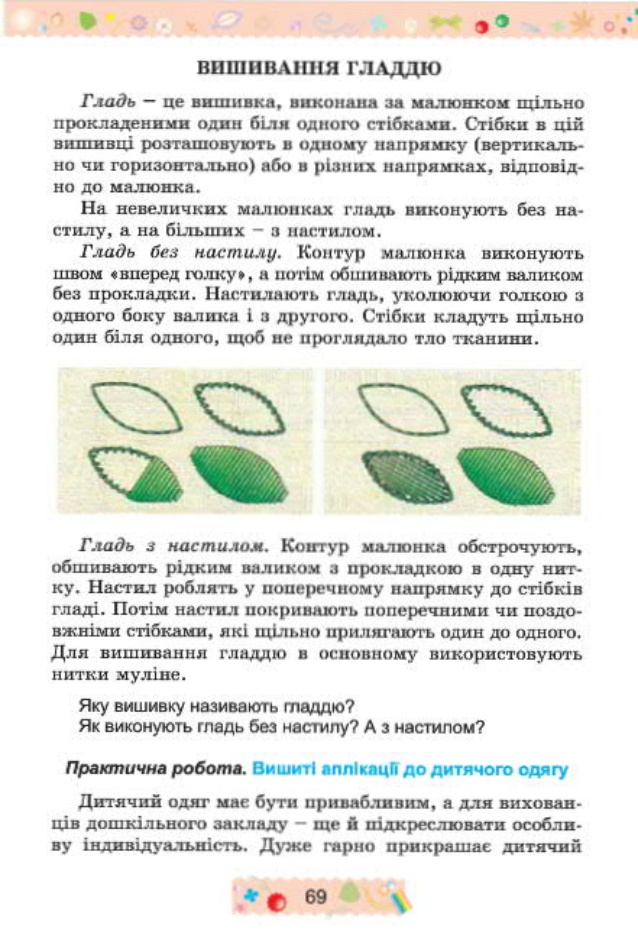 ВИШИВАННЯ ГЛАДДЮ
Гладь – це вишивка, виконана за малюнком щільно
прокладеними один біля одного стібками. Стібки в цій
вишивці розташовують в одному напрямку (вертикаль-
но чи горизонтально) або в різних напрямках, відповід-
но до малюнка.
На невеличких малюнках гладь виконують без на-
стилу, а на більших – з настилом.
Гладь без настилу. Контур малюнка виконують
швом «вперед голку», а потім обшивають рідким валиком
без прокладки. Настилають гладь, уколюючи голкою з
одного боку валика і з другого. Стібки кладуть щільно
один біля одного, щоб не проглядало тло тканини.
Гладь з настилом. Контур малюнка обстрочують,
обшивають рідким валиком з прокладкою в одну нит-
ку. Настил роблять у поперечному напрямку до стібків
гладі. Потім настил покривають поперечними чи поздо-
вжніми стібками, які щільно прилягають один до одного.
Для вишивання гладдю в основному використовують
нитки муліне.
Яку вишивку називають гладдю?
Як виконують гладь без настилу? А з настилом?
Практична робота. Вишиті аплікації до дитячого одягу
Дитячий одяг має бути привабливим, а для вихован-
ців дошкільного закладу – ще й підкреслювати особли-
ву індивідуальність. Дуже гарно прикрашає дитячий
69